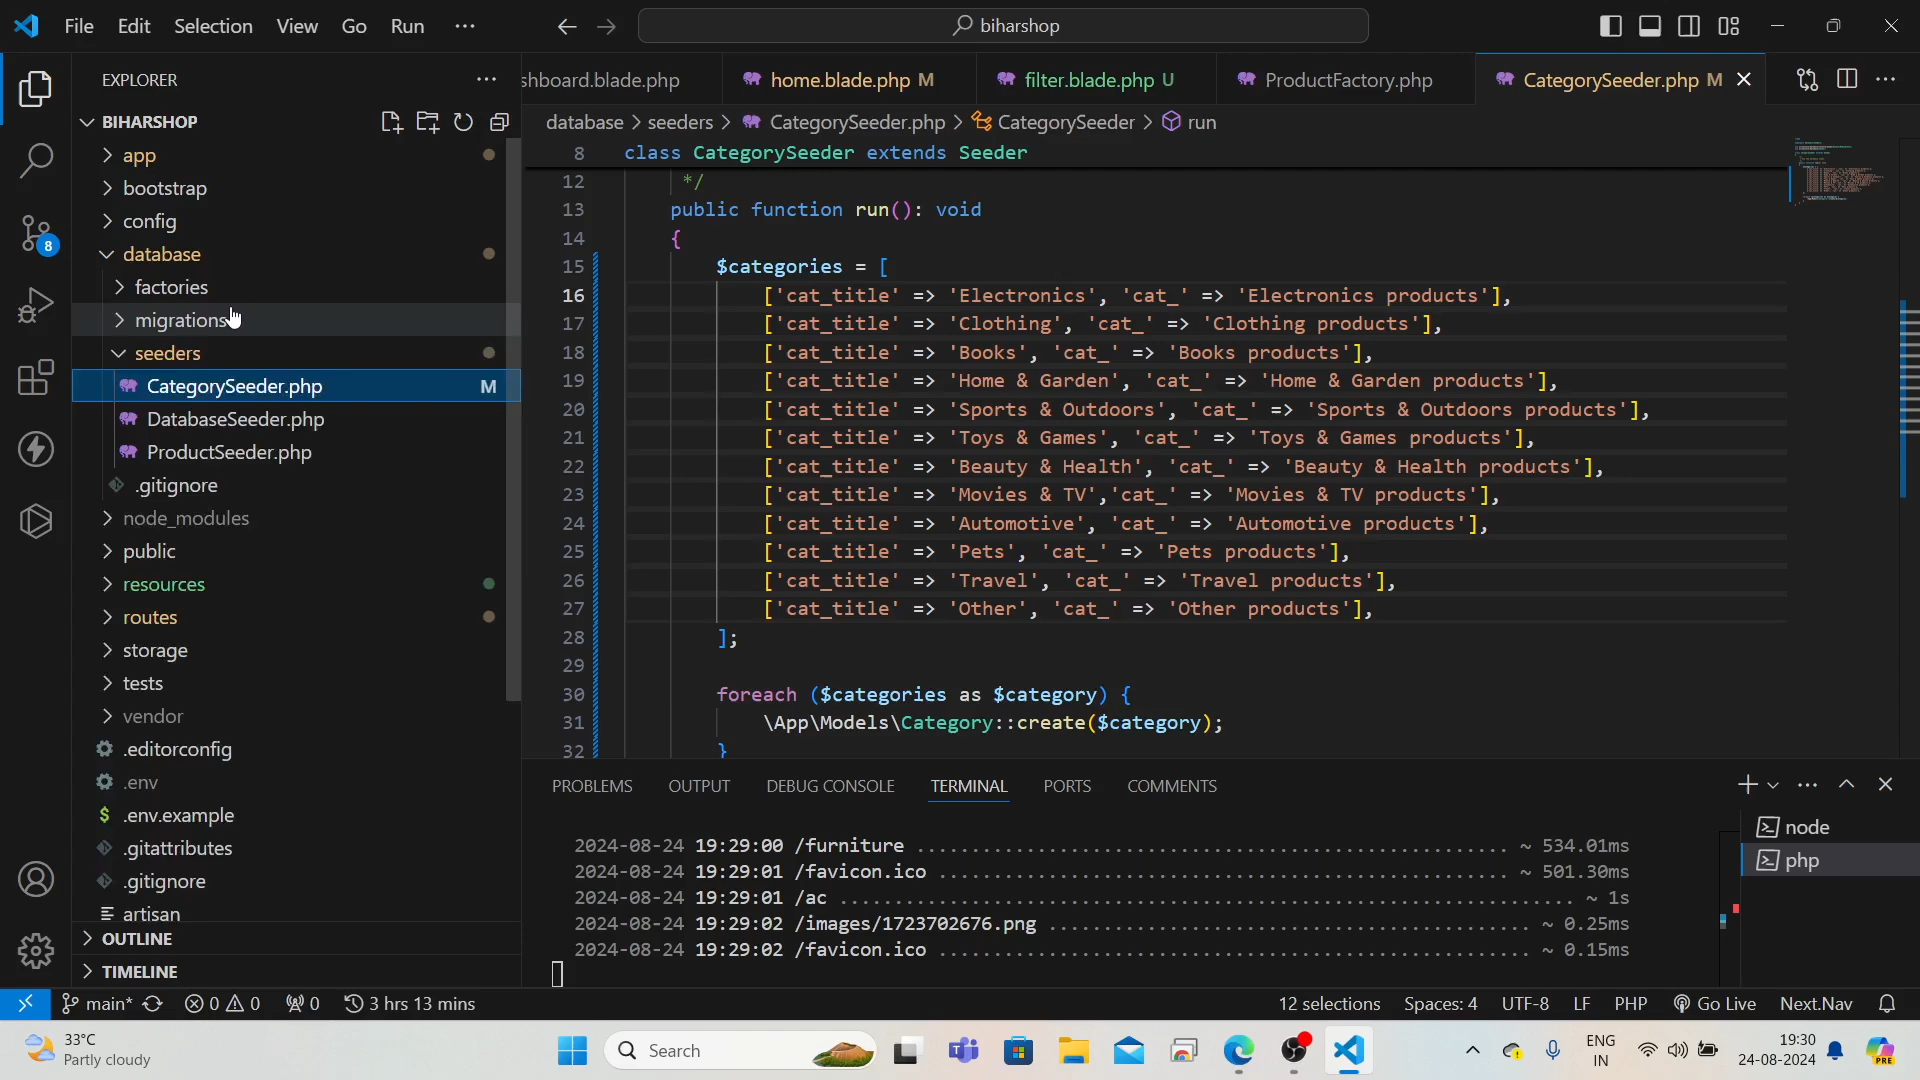 File Edit Selection View Go Run ···
biharshop
EXPLORER ···
BIHARSHOP
app
bootstrap
config
database
factories
migrations
seeders
CategorySeeder.php M
DatabaseSeeder.php
ProductSeeder.php
.gitignore
node_modules
public
resources
routes
storage
tests
vendor
.editorconfig
.env
.env.example
.gitattributes
.gitignore
artisan
OUTLINE
TIMELINE
8
shboard.blade.php home.blade.php M filter.blade.php U ProductFactory.php CategorySeeder.php M
database > seeders > CategorySeeder.php > CategorySeeder > run
8 class CategorySeeder extends Seeder
12 */
13 public function run(): void
14 {
15 $categories = [
16 ['cat_title' => 'Electronics', 'cat_' => 'Electronics products'],
17 ['cat_title' => 'Clothing', 'cat_' => 'Clothing products'],
18 ['cat_title' => 'Books', 'cat_' => 'Books products'],
19 ['cat_title' => 'Home & Garden', 'cat_' => 'Home & Garden products'],
20 ['cat_title' => 'Sports & Outdoors', 'cat_' => 'Sports & Outdoors products'],
21 ['cat_title' => 'Toys & Games', 'cat_' => 'Toys & Games products'],
22 ['cat_title' => 'Beauty & Health', 'cat_' => 'Beauty & Health products'],
23 ['cat_title' => 'Movies & TV','cat_' => 'Movies & TV products'],
24 ['cat_title' => 'Automotive', 'cat_' => 'Automotive products'],
25 ['cat_title' => 'Pets', 'cat_' => 'Pets products'],
26 ['cat_title' => 'Travel', 'cat_' => 'Travel products'],
27 ['cat_title' => 'Other', 'cat_' => 'Other products'],
28 ];
29
30 foreach ($categories as $category) {
31 \App\Models\Category::create($category);
32 }
PROBLEMS OUTPUT DEBUG CONSOLE TERMINAL PORTS COMMENTS
2024-08-24 19:29:00 /furniture ................................................... ~ 534.01ms
2024-08-24 19:29:01 /favicon.ico ................................................. ~ 501.30ms
2024-08-24 19:29:01 /ac ................................................................ ~ 1s
2024-08-24 19:29:02 /images/1723702676.png ......................................... ~ 0.25ms
2024-08-24 19:29:02 /favicon.ico ................................................... ~ 0.15ms
node
php
main* 0 0 0 3 hrs 13 mins 12 selections Spaces: 4 UTF-8 LF PHP Go Live Next.Nav
33°C
Partly cloudy
Search
ENG
IN
19:30
24-08-2024
PRE